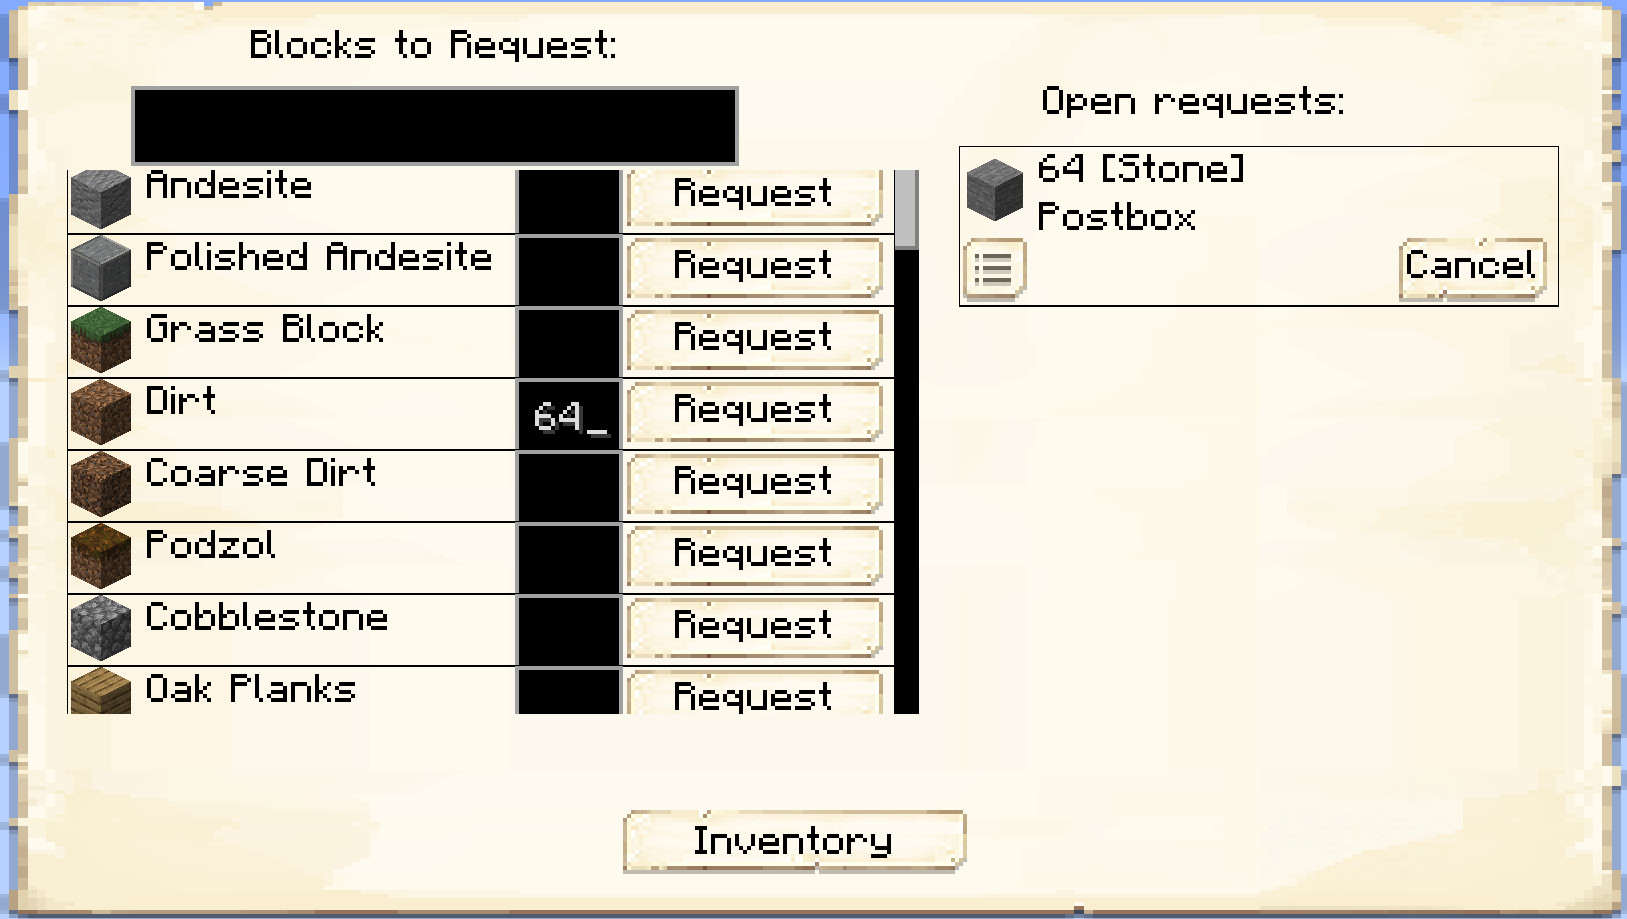 Blocks to Request:
Andesite Request
Polished Andesite Request
Grass Block Request
Dirt 64_ Request
Coarse Dirt Request
Podzol Request
Cobblestone Request
Oak Planks Request
Open requests:
64 [Stone]
Postbox
Cancel
Inventory